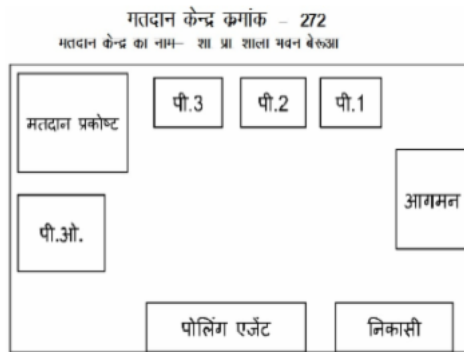 मतदान केन्द्र क्रमांक - 272
मतदान केन्द्र का नाम– शा प्रा शाला भवन बेरूआ
मतदान प्रकोष्ट
पी.3
पी.2
पी.1
आगमन
पी.ओ.
पोलिंग एजेंट
निकासी